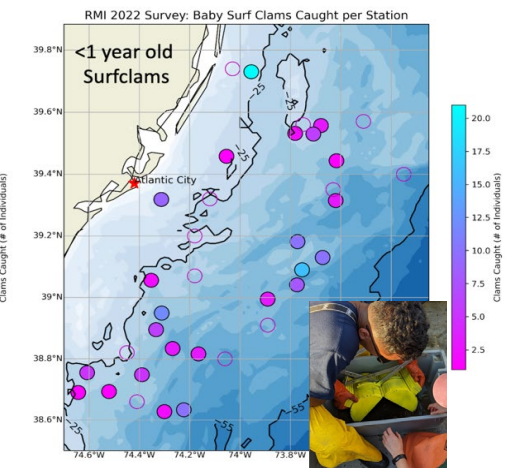 RMI 2022 Survey: Baby Surf Clams Caught per Station
<1 year old
Surfclams
39.8°N
39.6°N
39.4°N
39.2°N
39°N
38.8°N
38.6°N
74.6°W
74.4°W
74.2°W
74°W
73.8°W
Atlantic City
−25
−25
−25
−25
−55
−55
Clams Caught (# of Individuals)
20.0
17.5
15.0
12.5
10.0
7.5
5.0
2.5
Clams Caught (# of Individuals)